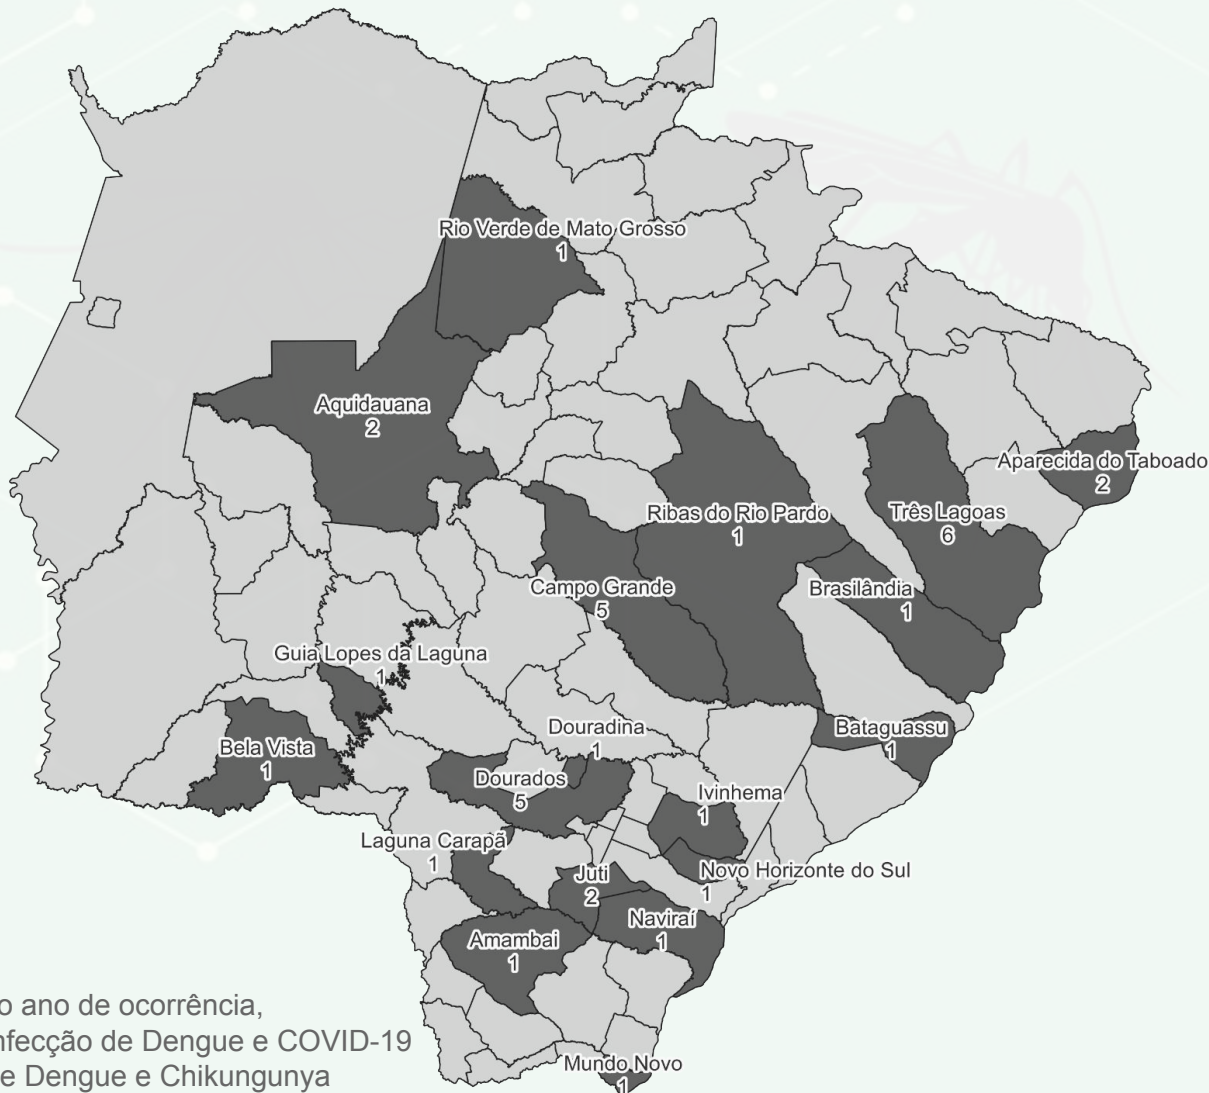 Rio Verde de Mato Grosso
1
Aquidauana
2
Aparecida do Taboado
2
Ribas do Rio Pardo
1
Três Lagoas
6
Campo Grande
5
Brasilândia
1
Guia Lopes da Laguna
1
Bela Vista
1
Douradina
1
Bataguassu
1
Dourados
5
Ivinhema
1
Laguna Carapã
1
Juti
2
Novo Horizonte do Sul
1
Naviraí
1
Amambai
1
Mundo Novo
1
o ano de ocorrência,
nfecção de Dengue e COVID-19
e Dengue e Chikungunya